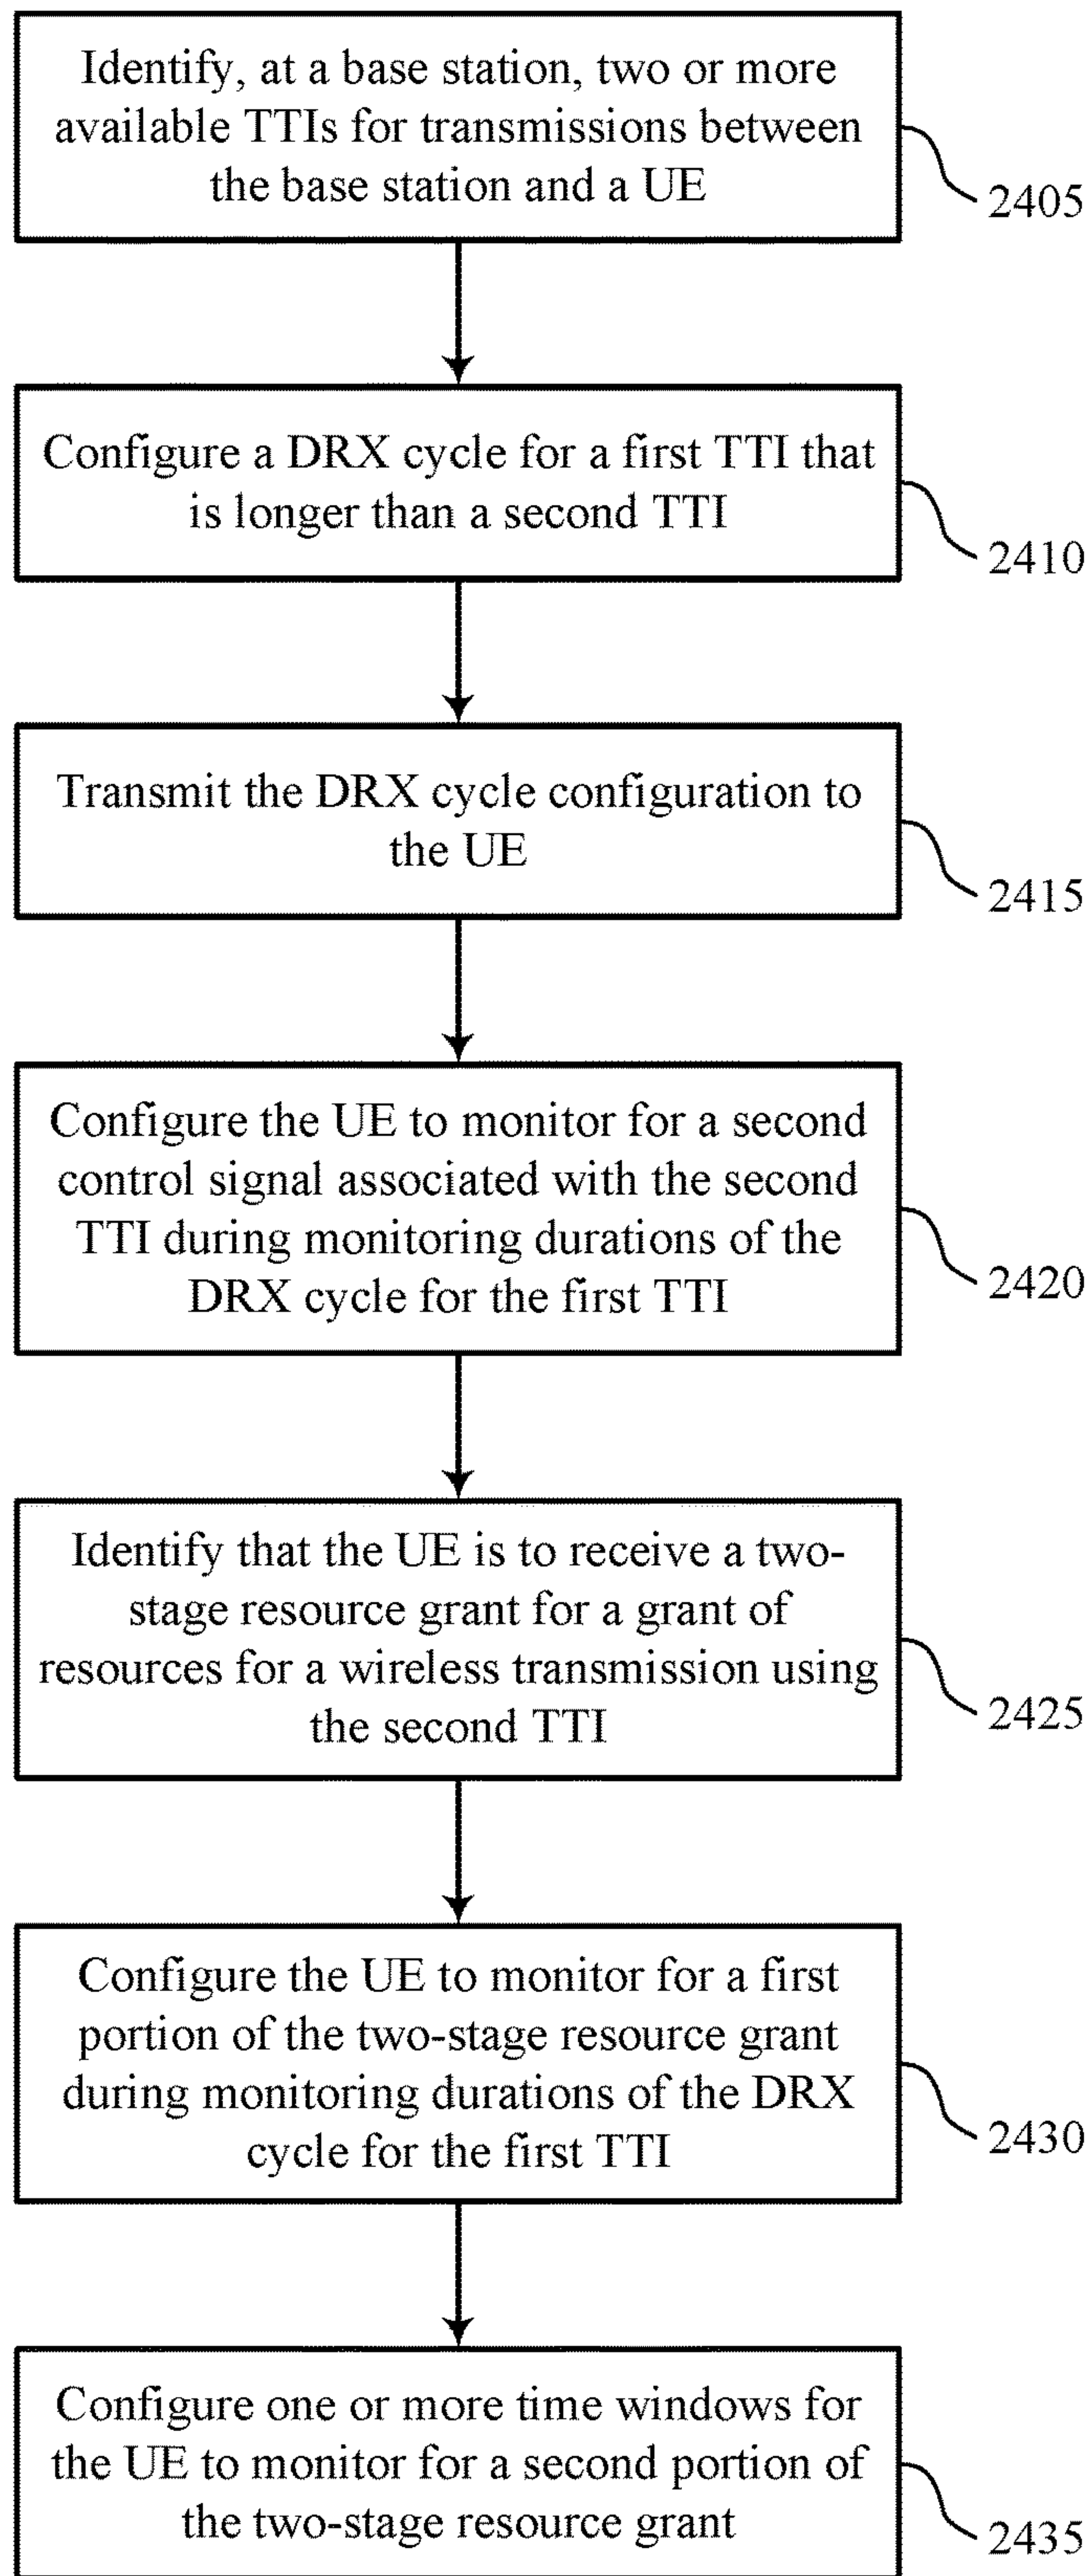 Identify, at a base station, two or more
available TTIs for transmissions between
the base station and a UE
2405
Configure a DRX cycle for a first TTI that
is longer than a second TTI
2410
Transmit the DRX cycle configuration to
the UE
2415
Configure the UE to monitor for a second
control signal associated with the second
TTI during monitoring durations of the
DRX cycle for the first TTI
2420
Identify that the UE is to receive a two-
stage resource grant for a grant of
resources for a wireless transmission using
the second TTI
2425
Configure the UE to monitor for a first
portion of the two-stage resource grant
during monitoring durations of the DRX
cycle for the first TTI
2430
Configure one or more time windows for
the UE to monitor for a second portion of
the two-stage resource grant
2435